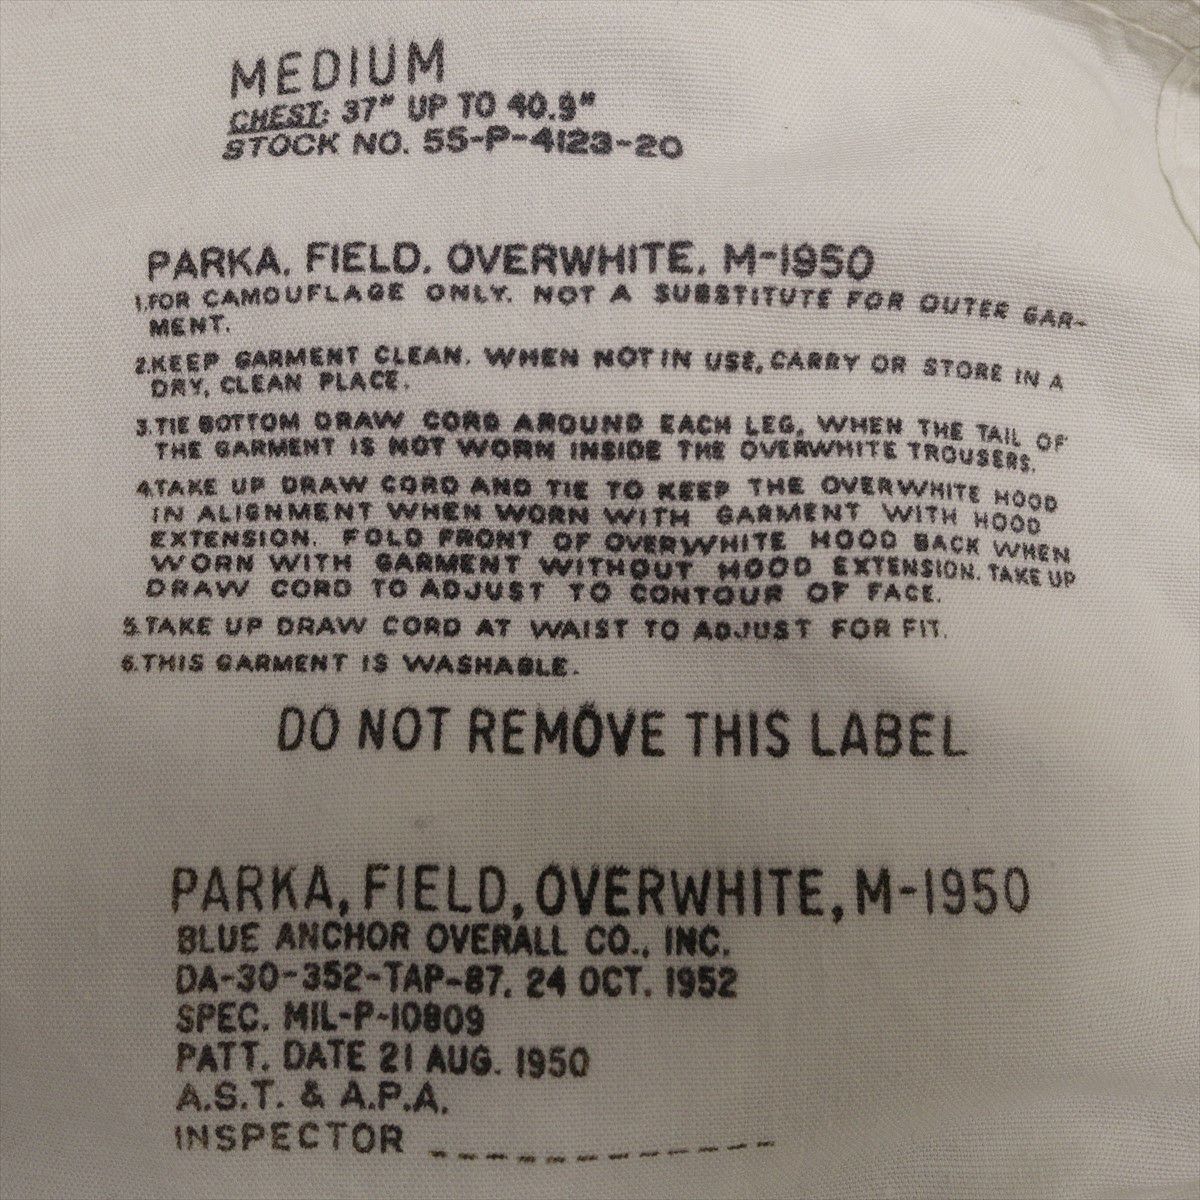 MEDIUM
CHEST: 37" UP TO 40.9"
STOCK NO. 55-P-4123-20
PARKA, FIELD, OVERWHITE, M-1950
1.FOR CAMOUFLAGE ONLY. NOT A SUBSTITUTE FOR OUTER GAR-
MENT.
2.KEEP GARMENT CLEAN. WHEN NOT IN USE, CARRY OR STORE IN A
DRY, CLEAN PLACE.
3.TIE BOTTOM DRAW CORD AROUND EACH LEG, WHEN THE TAIL OF
THE GARMENT IS NOT WORN INSIDE THE OVERWHITE TROUSERS.
4.TAKE UP DRAW CORD AND TIE TO KEEP THE OVERWHITE HOOD
IN ALIGNMENT WHEN WORN WITH GARMENT WITH HOOD
EXTENSION. FOLD FRONT OF OVERWHITE HOOD BACK WHEN
WORN WITH GARMENT WITHOUT HOOD EXTENSION. TAKE UP
DRAW CORD TO ADJUST TO CONTOUR OF FACE.
5.TAKE UP DRAW CORD AT WAIST TO ADJUST FOR FIT.
6.THIS GARMENT IS WASHABLE.
DO NOT REMOVE THIS LABEL
PARKA, FIELD, OVERWHITE, M-1950
BLUE ANCHOR OVERALL CO., INC.
DA-30-352-TAP-87, 24 OCT. 1952
SPEC. MIL-P-10809
PATT. DATE 21 AUG. 1950
A.S.T. & A.P.A.
INSPECTOR _ _ _ _ _ _ _ _ _ _ _ _